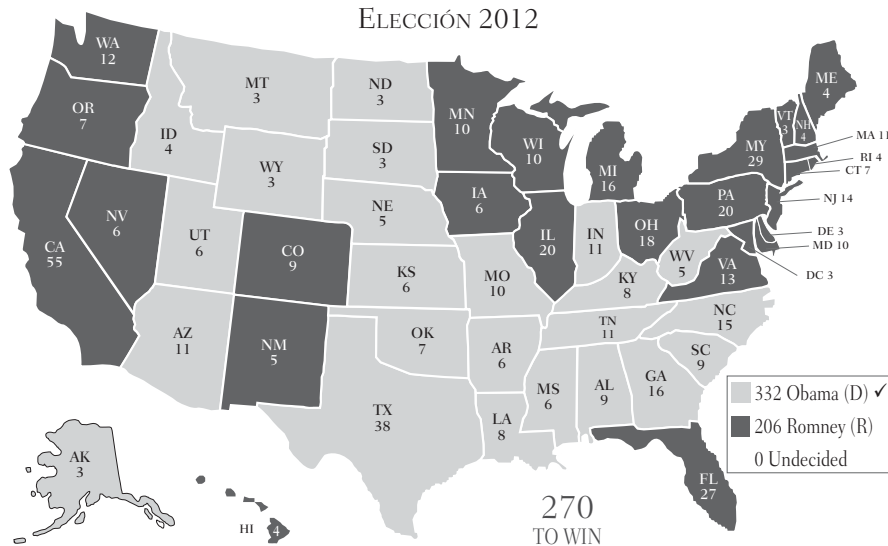 ELECCIÓN 2012
WA
12
OR
7
CA
55
NV
6
ID
4
MT
3
WY
3
UT
6
CO
9
AZ
11
NM
5
ND
3
SD
3
NE
5
KS
6
OK
7
TX
38
MN
10
IA
6
MO
10
AR
6
LA
8
WI
10
IL
20
MI
16
IN
11
OH
18
KY
8
TN
11
MS
6
AL
9
GA
16
FL
27
SC
9
NC
15
VA
13
WV
5
PA
20
MY
29
VT
3
NH
4
ME
4
MA 11
RI 4
CT 7
NJ 14
DE 3
MD 10
DC 3
AK
3
HI
4
332 Obama (D) ✓
206 Romney (R)
0 Undecided
270
TO WIN